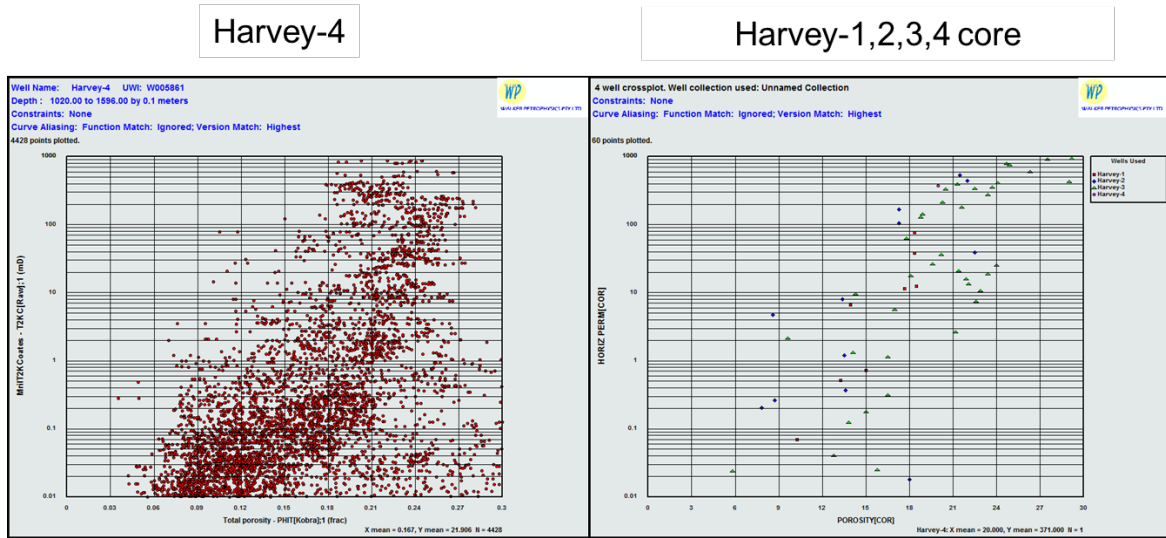 Harvey-4
Harvey-1,2,3,4 core
Well Name: Harvey-4 UWI: W005861
Depth : 1020.00 to 1596.00 by 0.1 meters
Constraints: None
Curve Aliasing: Function Match: Ignored; Version Match: Highest
4428 points plotted.
WP
1000
100
10
1
0.1
0.01
0
0.03
0.06
0.09
0.12
0.15
0.18
0.21
0.24
0.27
0.3
Total porosity - PHIT[Kobra];1 (frac)
X mean = 0.167, Y mean = 21.906 N = 4428
4 well crossplot. Well collection used: Unnamed Collection
Constraints: None
Curve Aliasing: Function Match: Ignored; Version Match: Highest
60 points plotted.
WP
Wells Used
Harvey-1
Harvey-2
Harvey-3
Harvey-4
HORIZ PERM[COR]
1000
100
10
1
0.1
0.01
0
3
6
9
12
15
18
21
24
27
30
POROSITY[COR]
Harvey-4: X mean = 20.000, Y mean = 371.000 N = 1